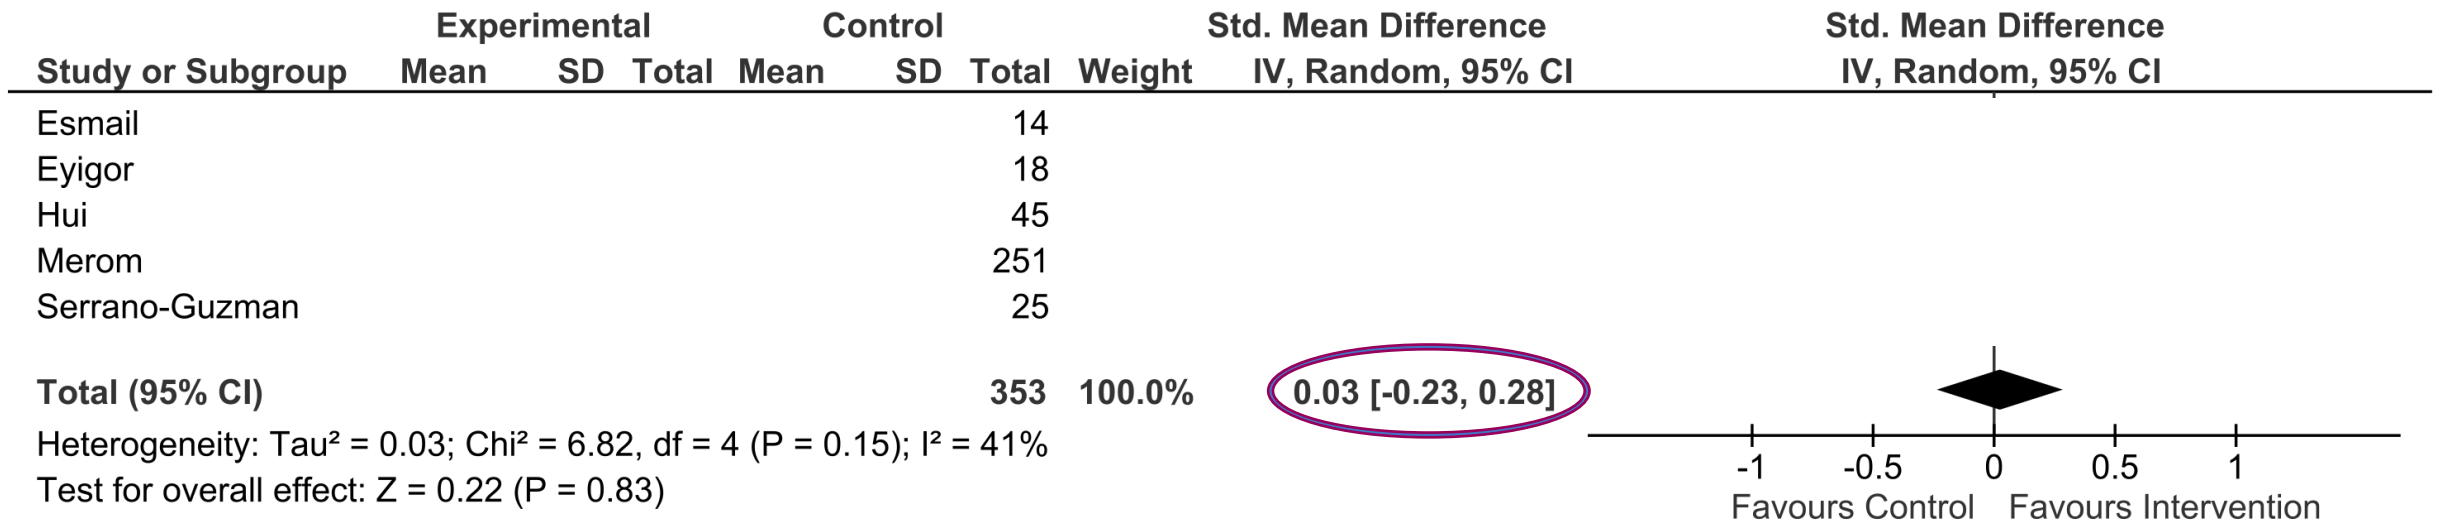 Experimental Control Std. Mean Difference Std. Mean Difference
Study or Subgroup Mean SD Total Mean SD Total Weight IV, Random, 95% CI IV, Random, 95% CI
Esmail 14
Eyigor 18
Hui 45
Merom 251
Serrano-Guzman 25
Total (95% CI) 353 100.0% 0.03 [-0.23, 0.28]
Heterogeneity: Tau² = 0.03; Chi² = 6.82, df = 4 (P = 0.15); I² = 41%
-1 -0.5 0 0.5 1
Test for overall effect: Z = 0.22 (P = 0.83)
Favours Control Favours Intervention